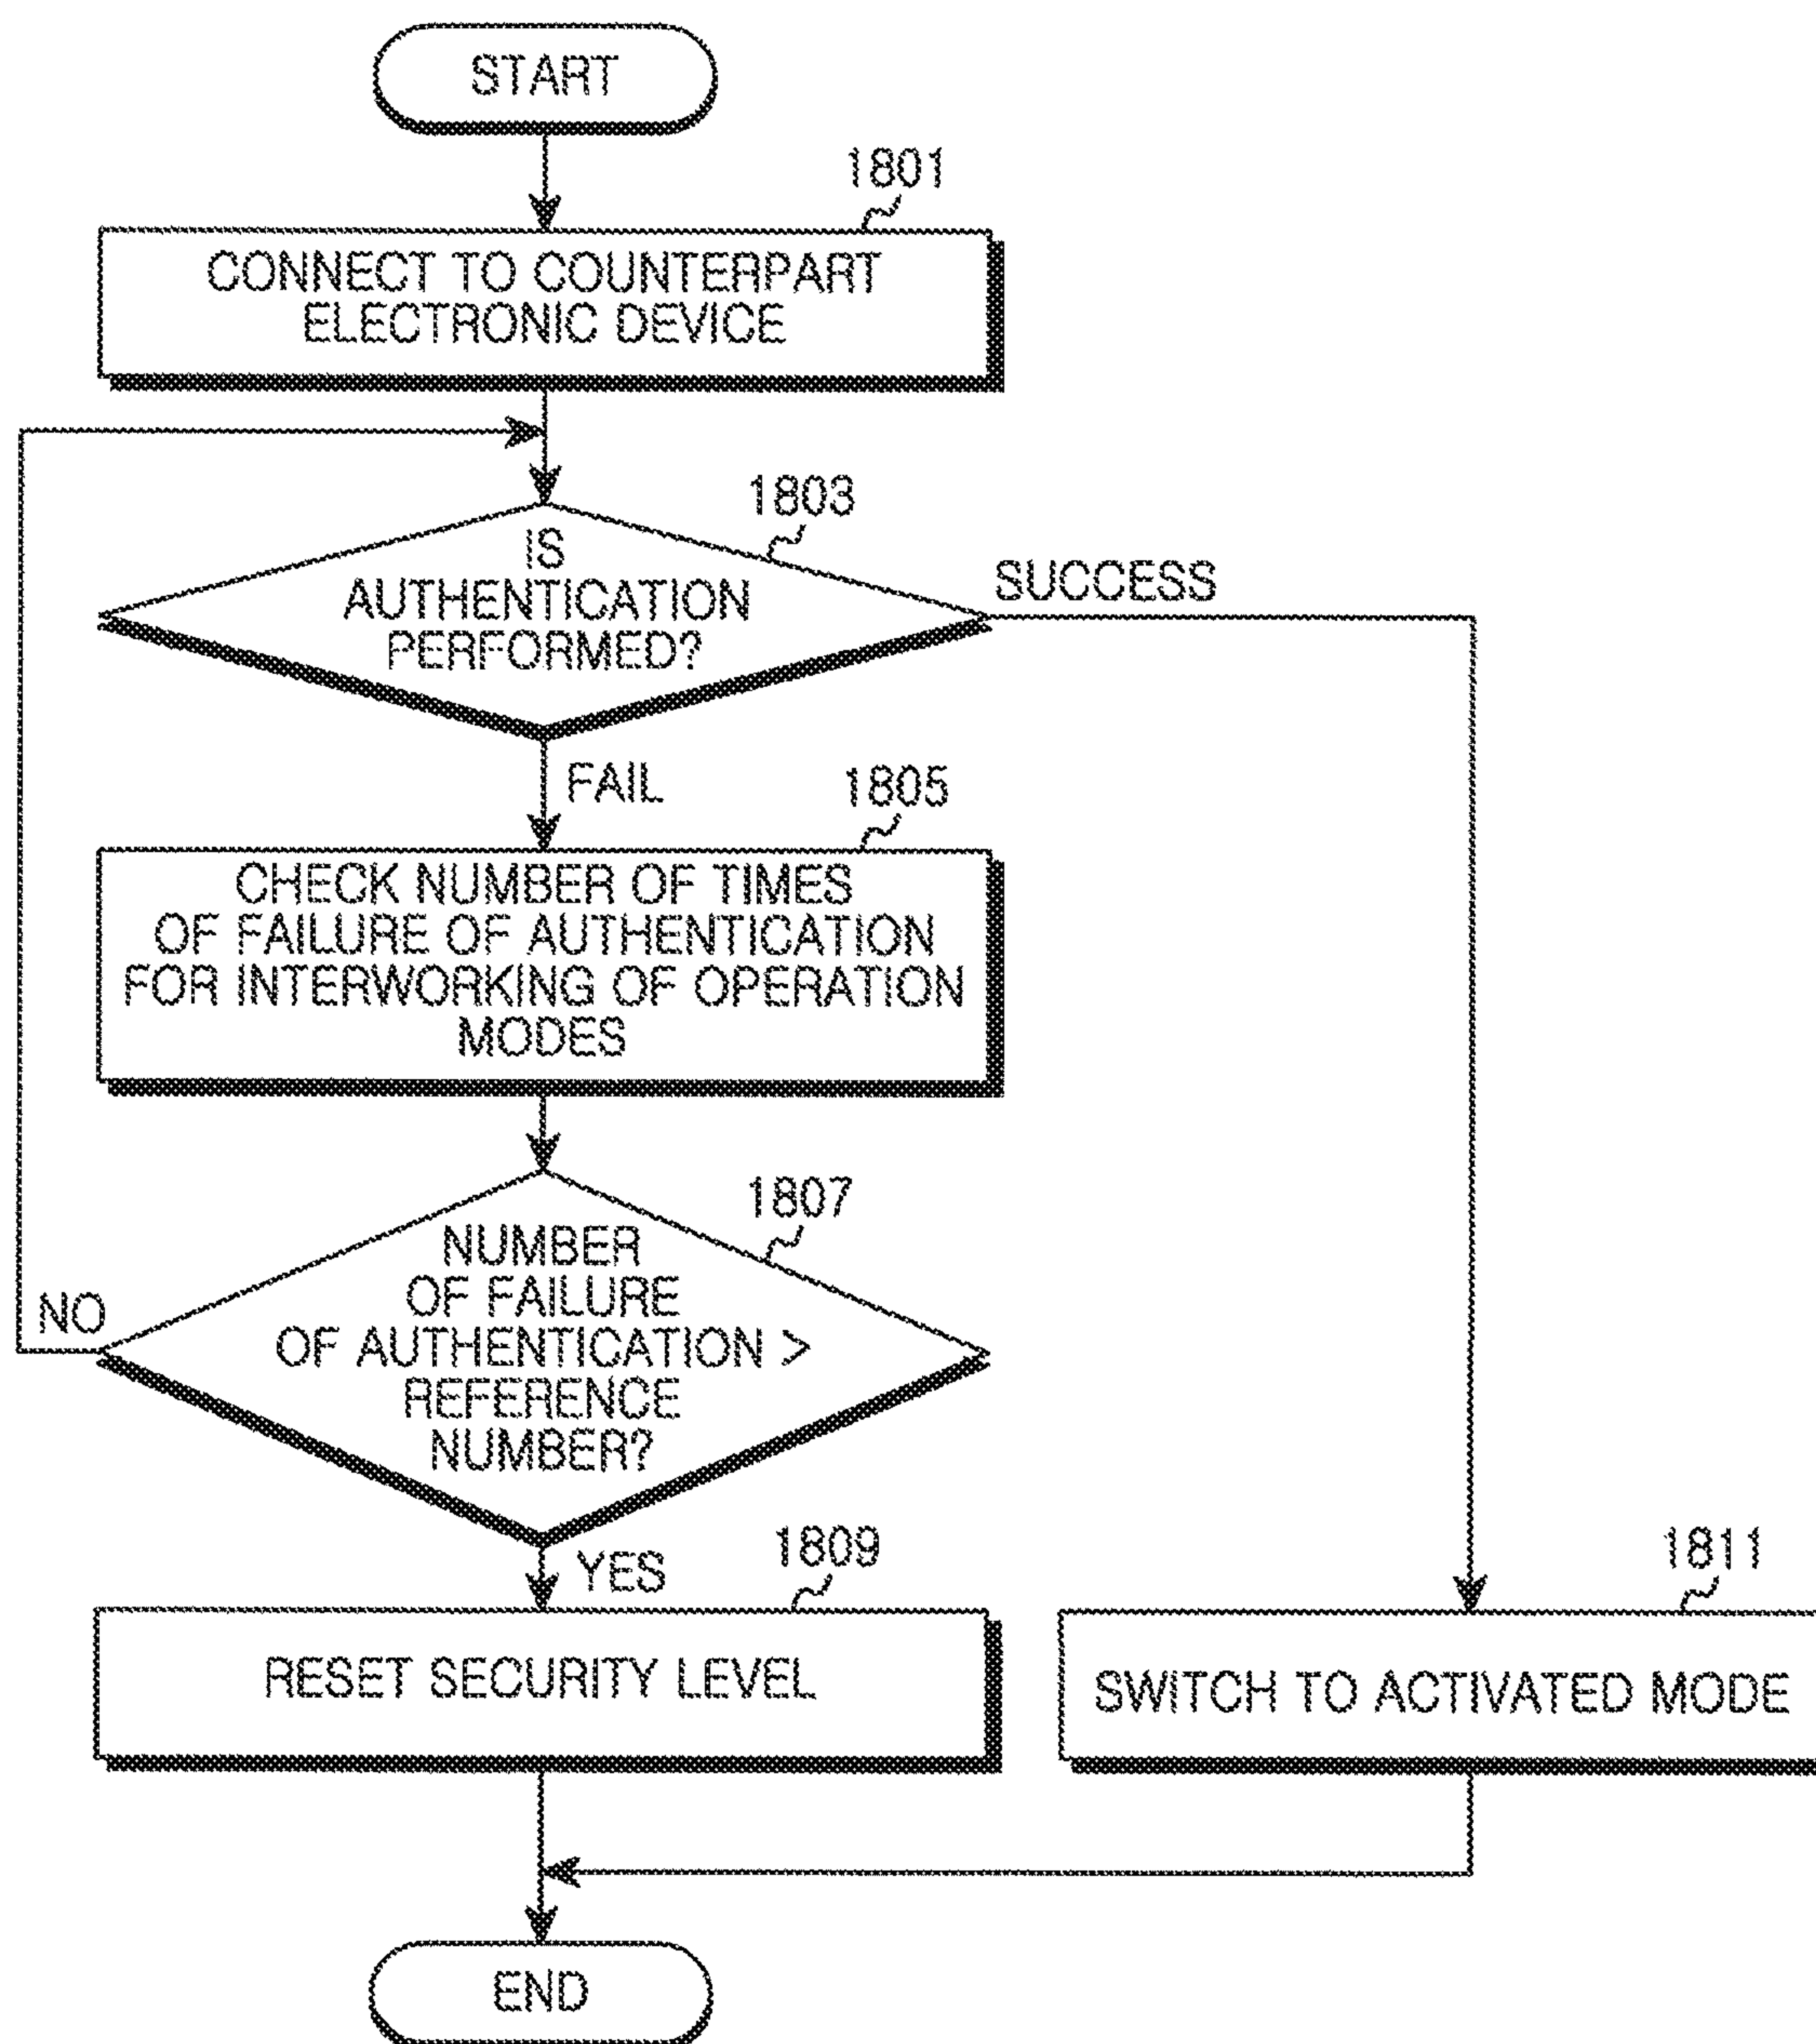 START
1801
CONNECT TO COUNTERPART
ELECTRONIC DEVICE
1803
IS
AUTHENTICATION
PERFORMED?
SUCCESS
FAIL
1805
CHECK NUMBER OF TIMES
OF FAILURE OF AUTHENTICATION
FOR INTERWORKING OF OPERATION
MODES
1807
NUMBER
OF FAILURE
OF AUTHENTICATION >
REFERENCE
NUMBER?
NO
YES
1809
RESET SECURITY LEVEL
1811
SWITCH TO ACTIVATED MODE
END